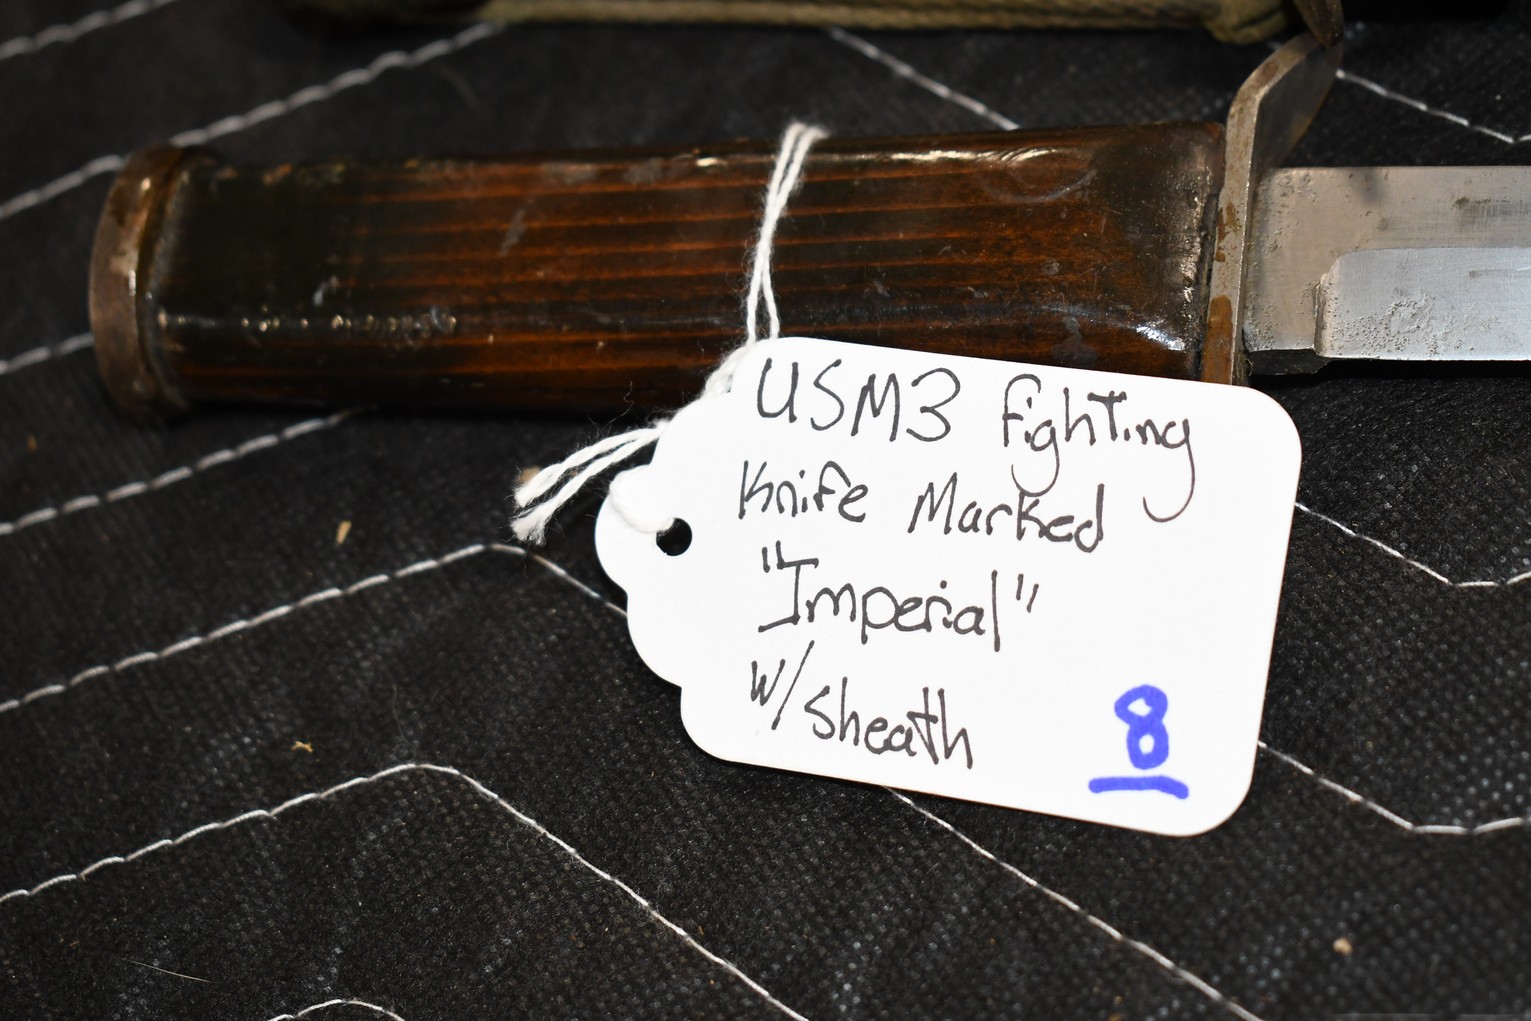 USM3 Fighting
Knife Marked
"Imperial"
W/Sheath
8